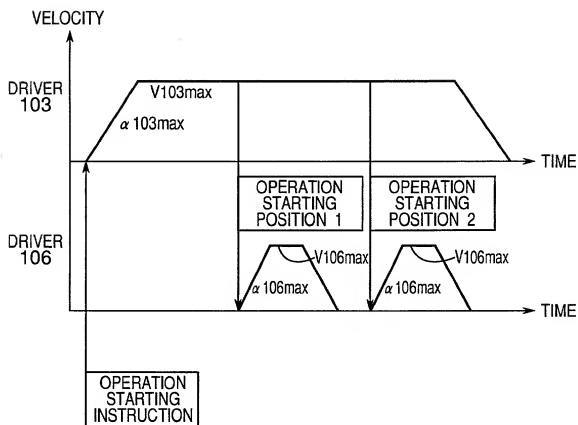 VELOCITY
DRIVER
103
V103max
α 103max
TIME
OPERATION
STARTING
POSITION 1
OPERATION
STARTING
POSITION 2
DRIVER
106
V106max
V106max
α 106max
α 106max
TIME
OPERATION
STARTING
INSTRUCTION